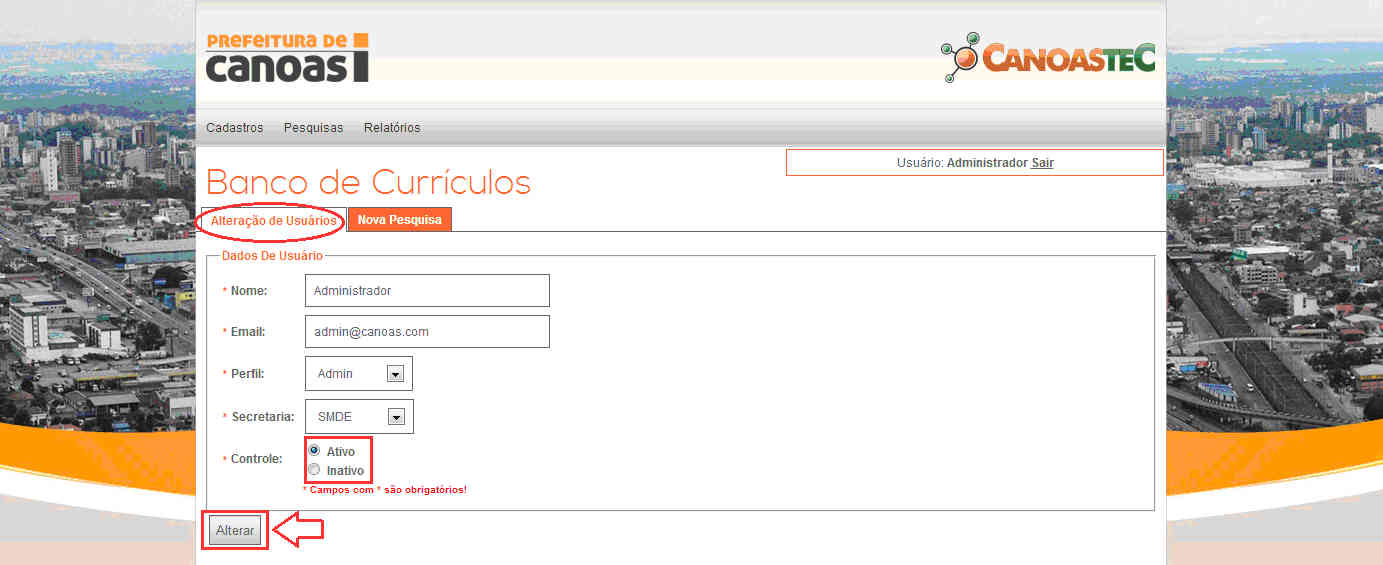 PREFEITURA DE
canoas
CANOASTEC
Cadastros Pesquisas Relatórios
Usuário: Administrador Sair
Banco de Currículos
Alteração de Usuários Nova Pesquisa
Dados De Usuário
* Nome: Administrador
* Email: admin@canoas.com
* Perfil: Admin
* Secretaria: SMDE
* Controle: Ativo
Inativo
* Campos com * são obrigatórios!
Alterar